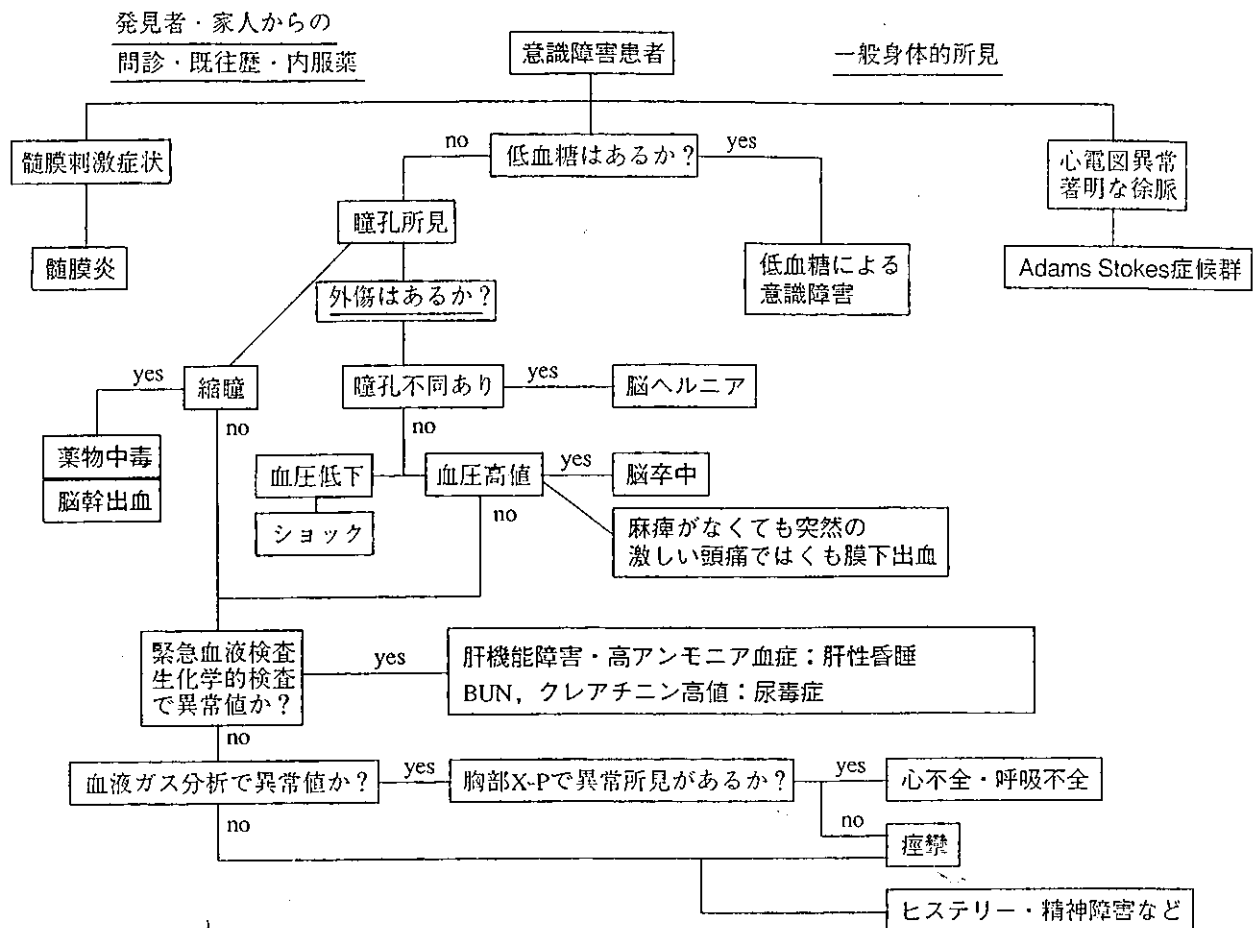 発見者・家人からの
問診・既往歴・内服薬
意識障害患者
一般身体的所見
髄膜刺激症状
no
低血糖はあるか?
yes
心電図異常
著明な徐脈
瞳孔所見
髄膜炎
低血糖による
意識障害
Adams Stokes症候群
外傷はあるか?
yes
縮瞳
瞳孔不同あり
yes
脳ヘルニア
no
no
薬物中毒
脳幹出血
血圧低下
血圧高値
yes
脳卒中
ショック
no
麻痺がなくても突然の
激しい頭痛ではくも膜下出血
緊急血液検査
生化学的検査
で異常値か?
yes
肝機能障害・高アンモニア血症:肝性昏睡
BUN,クレアチニン高値:尿毒症
no
血液ガス分析で異常値か?
yes
胸部X-Pで異常所見があるか?
yes
心不全・呼吸不全
no
no
痙攣
ヒステリー・精神障害など